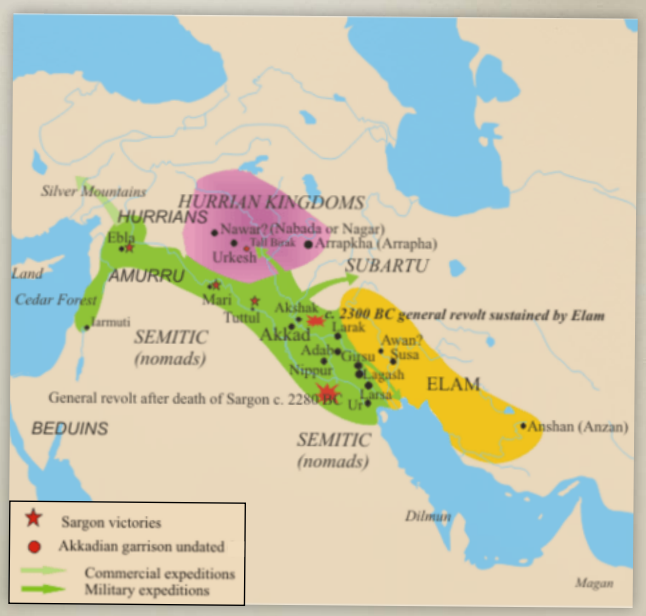 Silver Mountains
HURRIAN KINGDOMS
HURRIANS
Nawar? (Nabada or Nagar)
Ebla
Tall Birak
Arrapkha (Arrapha)
Urkesh
SUBARTU
Land
AMURRU
Cedar Forest
Mari
Iarmuti
Tuttul
Akshak
c. 2300 BC general revolt sustained by Elam
Akkad
Larak
SEMITIC
(nomads)
Awan?
Adab
Girsu
Susa
Nippur
Lagash
ELAM
General revolt after death of Sargon c. 2280 BC
Larsa
Ur
BEDUINS
Anshan (Anzan)
SEMITIC
(nomads)
Dilmun
Magan
Sargon victories
Akkadian garrison undated
Commercial expeditions
Military expeditions